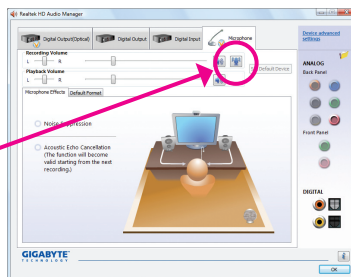 Realtek HD Audio Manager
Digital Output(Optical)
Digital Output
Digital Input
Microphone
Device advanced
settings
Recording Volume
L
R
Default Device
Playback Volume
L
R
Microphone Effects
Default Format
Noise Suppression
Acoustic Echo Cancellation
(The function will become
valid starting from the next
recording.)
ANALOG
Back Panel
Front Panel
DIGITAL
GIGABYTE
TECHNOLOGY
OK